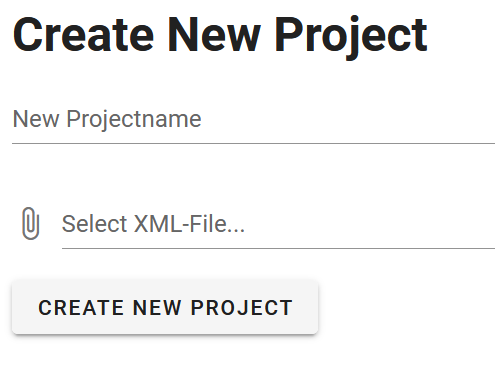 Create New Project
New Projectname
Select XML-File...
CREATE NEW PROJECT